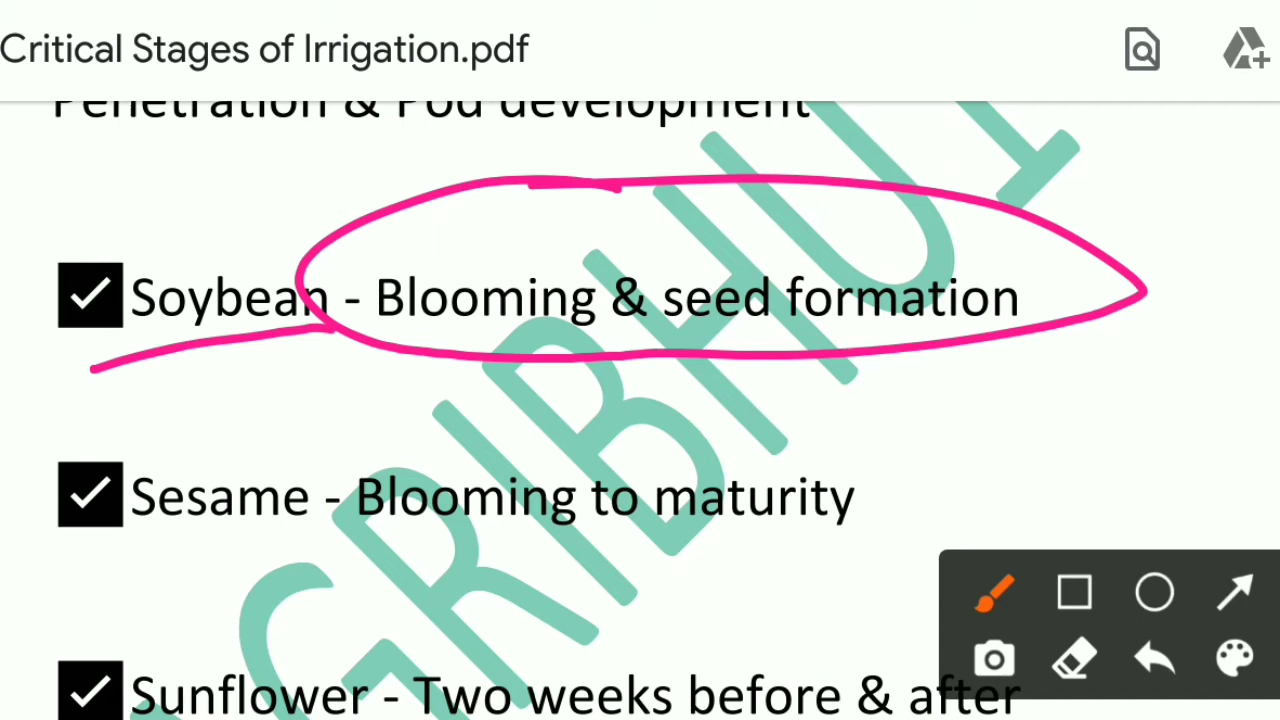 Critical Stages of Irrigation.pdf
Penetration & Pod development
Soybean - Blooming & seed formation
Sesame - Blooming to maturity
Sunflower - Two weeks before & after
AGRIBHUI